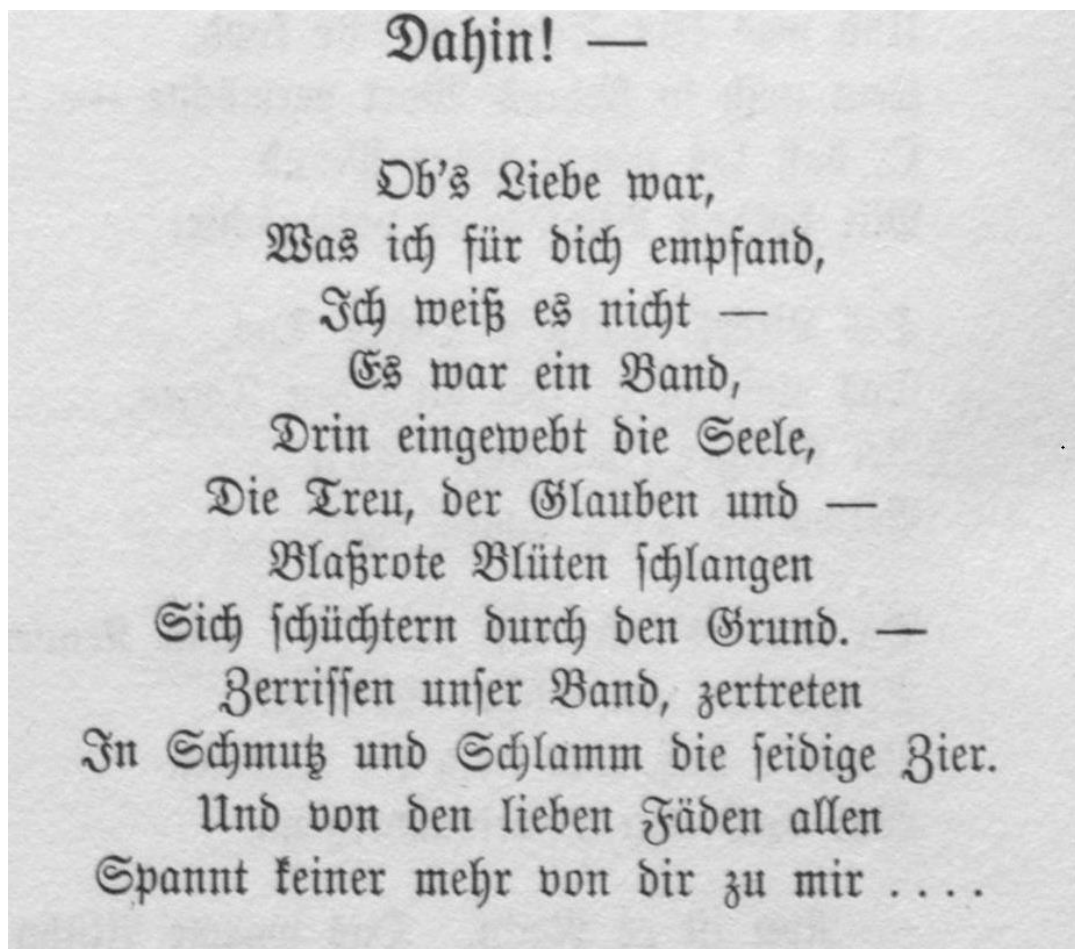 Dahin! —
Ob's Liebe war,
Was ich für dich empfand,
Ich weiß es nicht —
Es war ein Band,
Drin eingewebt die Seele,
Die Treu, der Glauben und —
Blaßrote Blüten schlangen
Sich schüchtern durch den Grund. —
Zerrissen unser Band, zertreten
In Schmutz und Schlamm die seidige Zier.
Und von den lieben Fäden allen
Spannt keiner mehr von dir zu mir . . . .